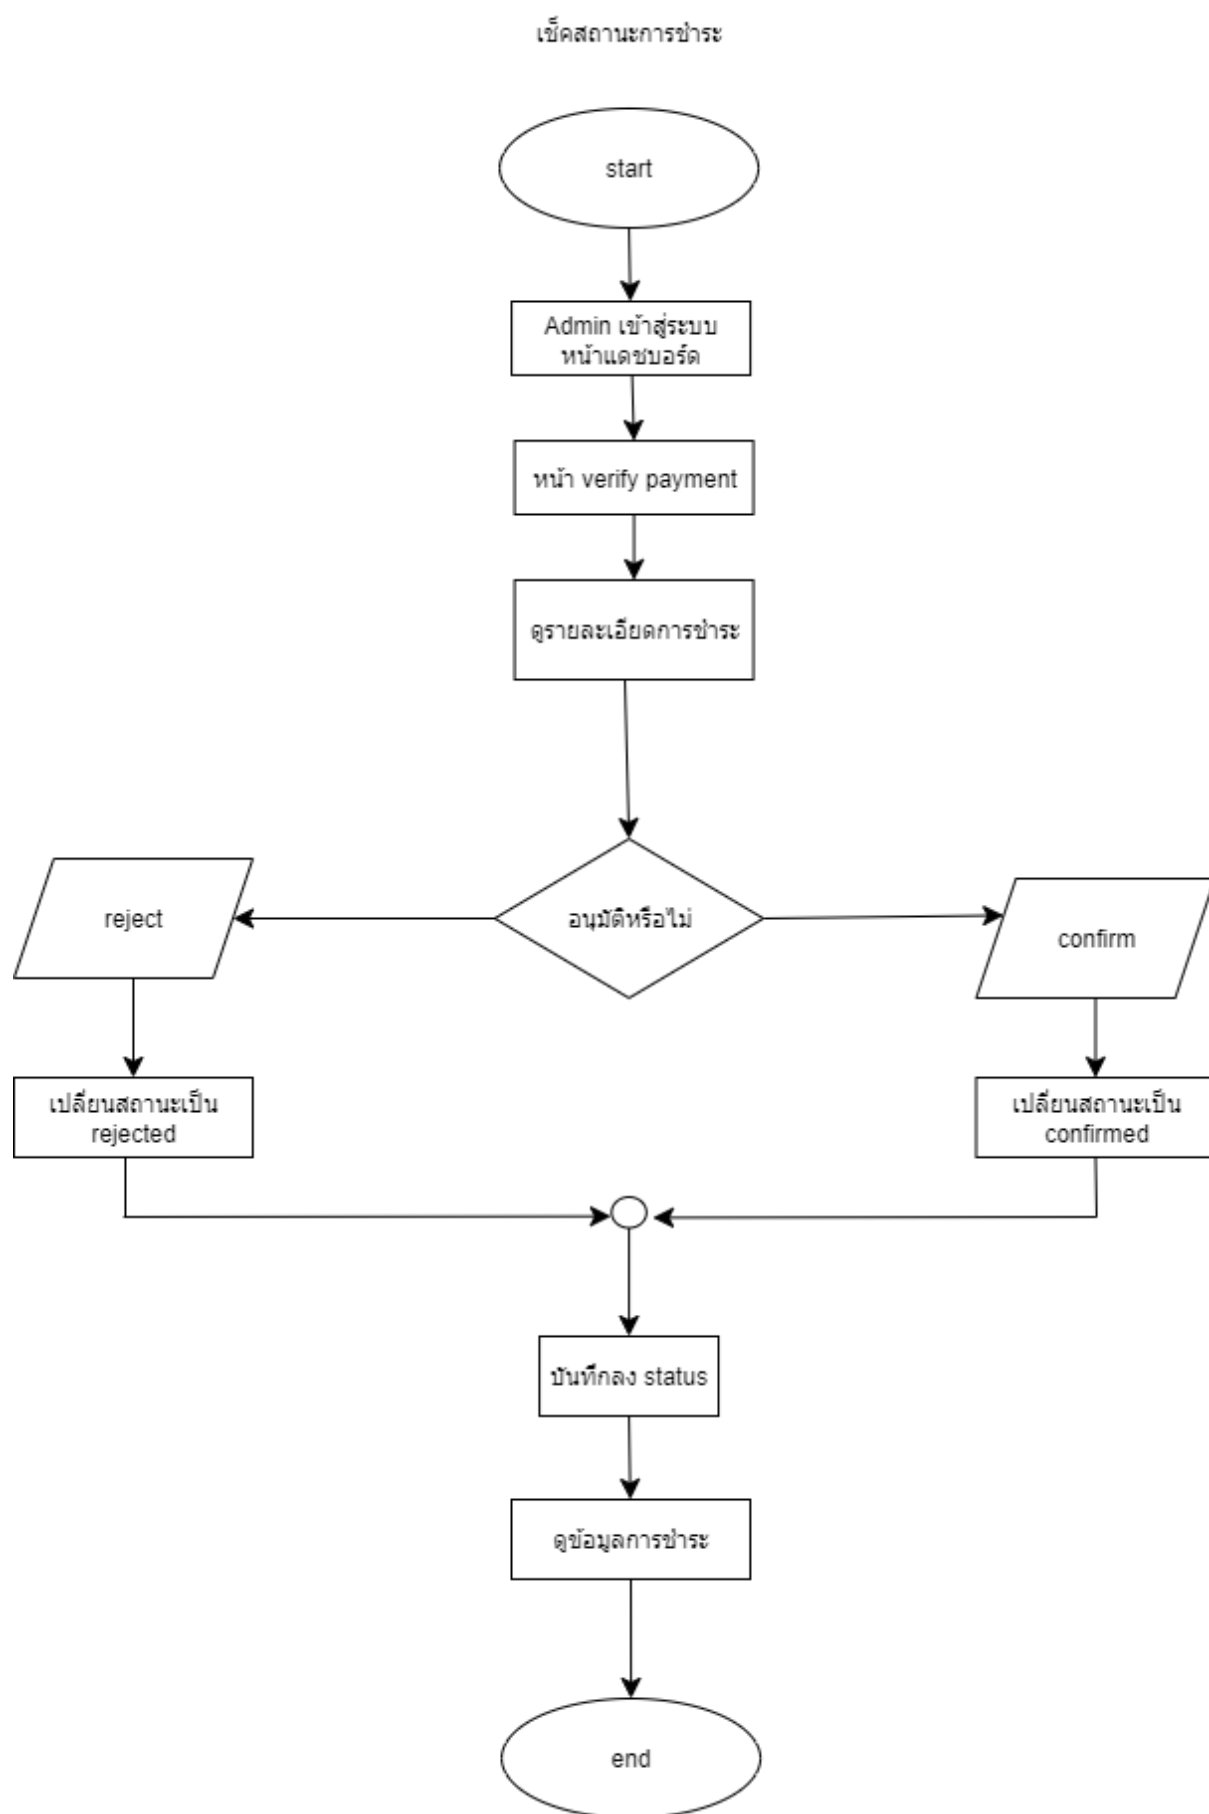 เช็คสถานะการชำระ
start
Admin เข้าสู่ระบบ
หน้าแดชบอร์ด
หน้า verify payment
ดูรายละเอียดการชำระ
อนุมัติหรือไม่
reject
confirm
เปลี่ยนสถานะเป็น
rejected
เปลี่ยนสถานะเป็น
confirmed
บันทึกลง status
ดูข้อมูลการชำระ
end